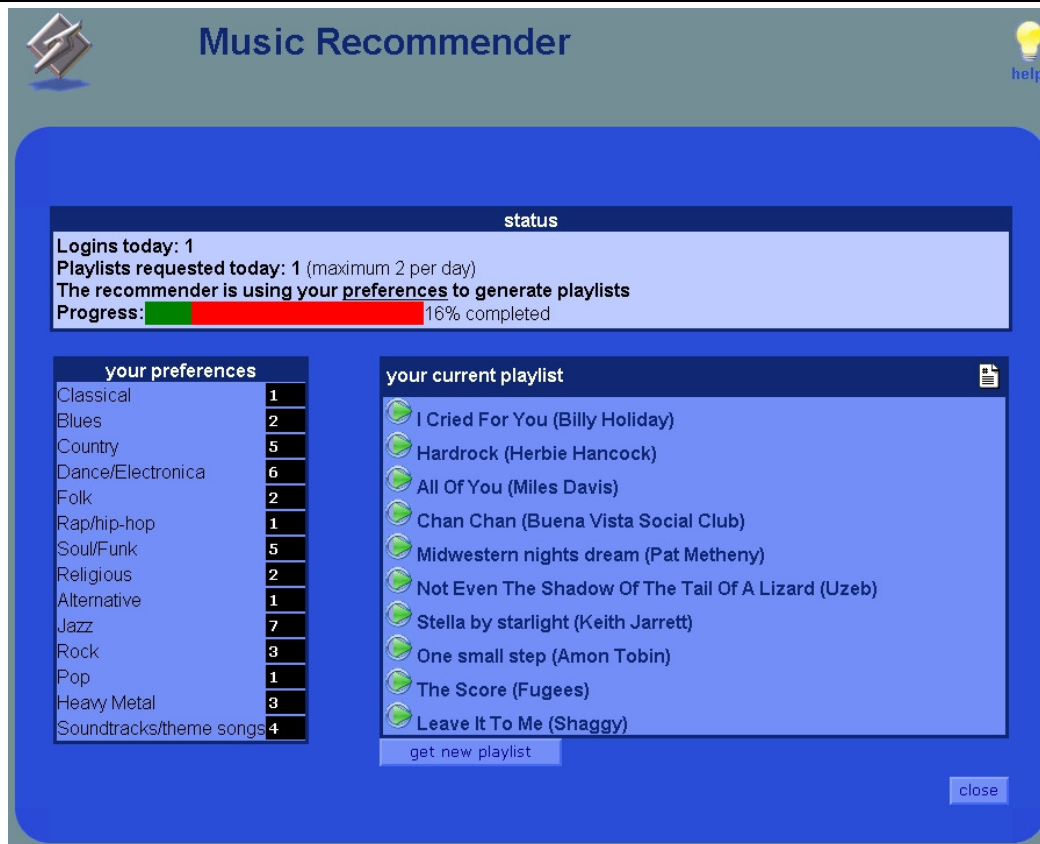 Music Recommender
help
status
Logins today: 1
Playlists requested today: 1 (maximum 2 per day)
The recommender is using your preferences to generate playlists
Progress: 16% completed
your preferences
Classical 1
Blues 2
Country 5
Dance/Electronica 6
Folk 2
Rap/hip-hop 1
Soul/Funk 5
Religious 2
Alternative 1
Jazz 7
Rock 3
Pop 1
Heavy Metal 3
Soundtracks/theme songs 4
your current playlist
I Cried For You (Billy Holiday)
Hardrock (Herbie Hancock)
All Of You (Miles Davis)
Chan Chan (Buena Vista Social Club)
Midwestern nights dream (Pat Metheny)
Not Even The Shadow Of The Tail Of A Lizard (Uzeb)
Stella by starlight (Keith Jarrett)
One small step (Amon Tobin)
The Score (Fugees)
Leave It To Me (Shaggy)
get new playlist
close